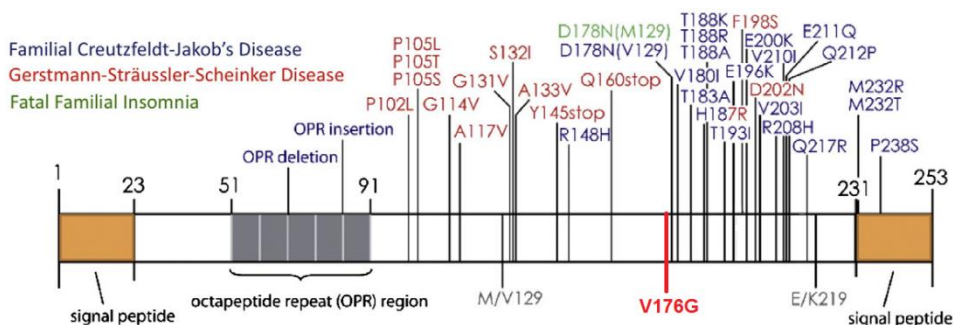 Familial Creutzfeldt-Jakob's Disease
Gerstmann-Sträussler-Scheinker Disease
Fatal Familial Insomnia
OPR insertion
OPR deletion
P105L
P105T
P105S
P102L
G114V
A117V
G131V
S132I
A133V
Y145stop
R148H
Q160stop
D178N(M129)
D178N(V129)
V180I
T183A
H187R
T188K
T188R
T188A
T193I
E196K
F198S
E200K
D202N
V203I
R208H
V210I
E211Q
Q212P
Q217R
M232R
M232T
P238S
1
23
51
91
231
253
signal peptide
octapeptide repeat (OPR) region
M/V129
V176G
E/K219
signal peptide